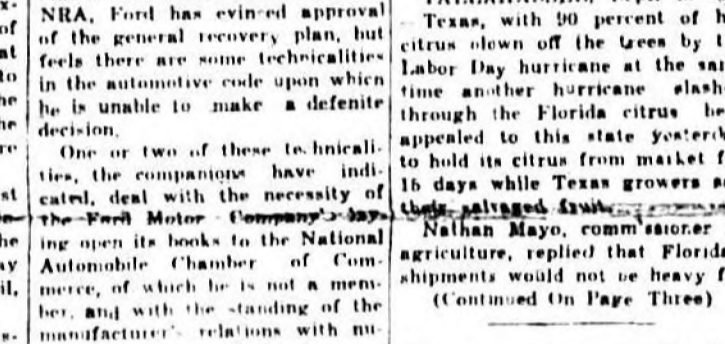 NRA, Ford has evinced approval
of the general recovery plan, but
feels there are some technicalities
in the automotive code upon which
he is unable to make a defenite
decision.
One or two of these technicali-
ties, the companions have indi-
cated, deal with the necessity of
the Ford Motor Company's lay-
ing open its books to the National
Automobile Chamber of Com-
merce, of which he is not a mem-
ber, and with the standing of the
manufacturer's relations with nu-
Texas, with 90 percent of
citrus blown off the trees by
Labor Day hurricane at the
time another hurricane
through the Florida citrus
appealed to this state
to hold its citrus from market
15 days while Texas growers
their salvaged fruit.
Nathan Mayo, commissioner
agriculture, replied that
shipments would not be heavy
(Continued On Page Three)